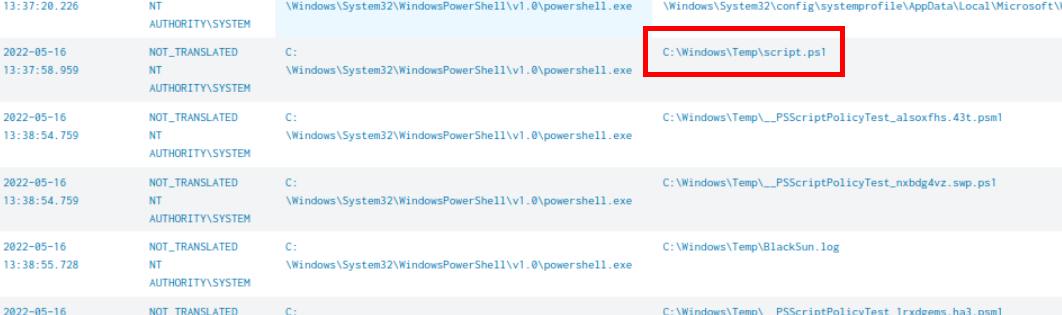 13:37:20.226 NT \Windows\System32\WindowsPowerShell\v1.0\powershell.exe \Windows\System32\config\systemprofile\AppData\Local\Microsoft\
AUTHORITY\SYSTEM
2022-05-16 NOT_TRANSLATED C: C:\Windows\Temp\script.ps1
13:37:58.959 NT \Windows\System32\WindowsPowerShell\v1.0\powershell.exe
AUTHORITY\SYSTEM
2022-05-16 NOT_TRANSLATED C: C:\Windows\Temp\__PSScriptPolicyTest_alsoxfhs.43t.psm1
13:38:54.759 NT \Windows\System32\WindowsPowerShell\v1.0\powershell.exe
AUTHORITY\SYSTEM
2022-05-16 NOT_TRANSLATED C: C:\Windows\Temp\__PSScriptPolicyTest_nxbdg4vz.swp.ps1
13:38:54.759 NT \Windows\System32\WindowsPowerShell\v1.0\powershell.exe
AUTHORITY\SYSTEM
2022-05-16 NOT_TRANSLATED C: C:\Windows\Temp\BlackSun.log
13:38:55.728 NT \Windows\System32\WindowsPowerShell\v1.0\powershell.exe
AUTHORITY\SYSTEM
2022-05-16 NOT_TRANSLATED C: C:\Windows\Temp\__PSScriptPolicyTest_1rxdgems.ha3.psm1